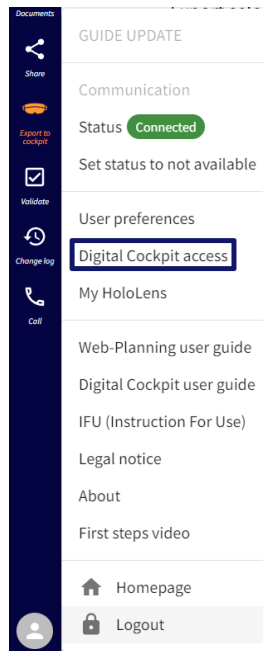 Documents
Share
Export to
cockpit
Validate
Change log
Call
GUIDE UPDATE
Communication
Status Connected
Set status to not available
User preferences
Digital Cockpit access
My HoloLens
Web-Planning user guide
Digital Cockpit user guide
IFU (Instruction For Use)
Legal notice
About
First steps video
Homepage
Logout